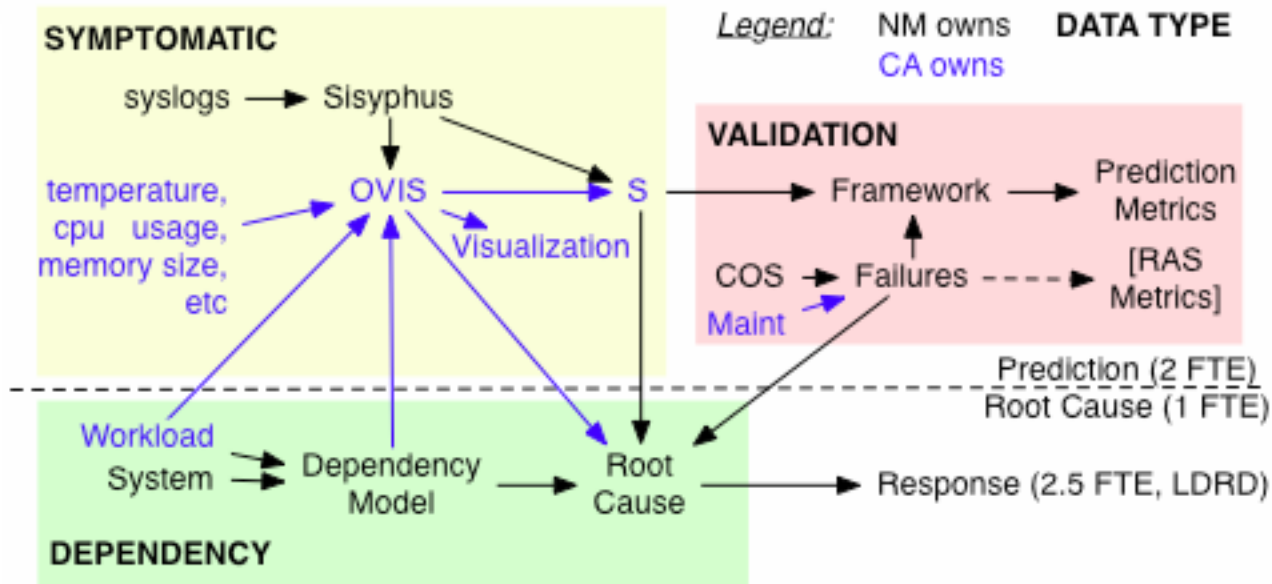 SYMPTOMATIC
Legend: NM owns DATA TYPE
CA owns
syslogs Sisyphus
VALIDATION
temperature,
cpu usage,
memory size,
etc
OVIS
S
Visualization
Framework
Prediction
Metrics
COS
Failures
[RAS
Metrics]
Maint
Prediction (2 FTE)
Root Cause (1 FTE)
Workload
System
Dependency
Model
Root
Cause
Response (2.5 FTE, LDRD)
DEPENDENCY